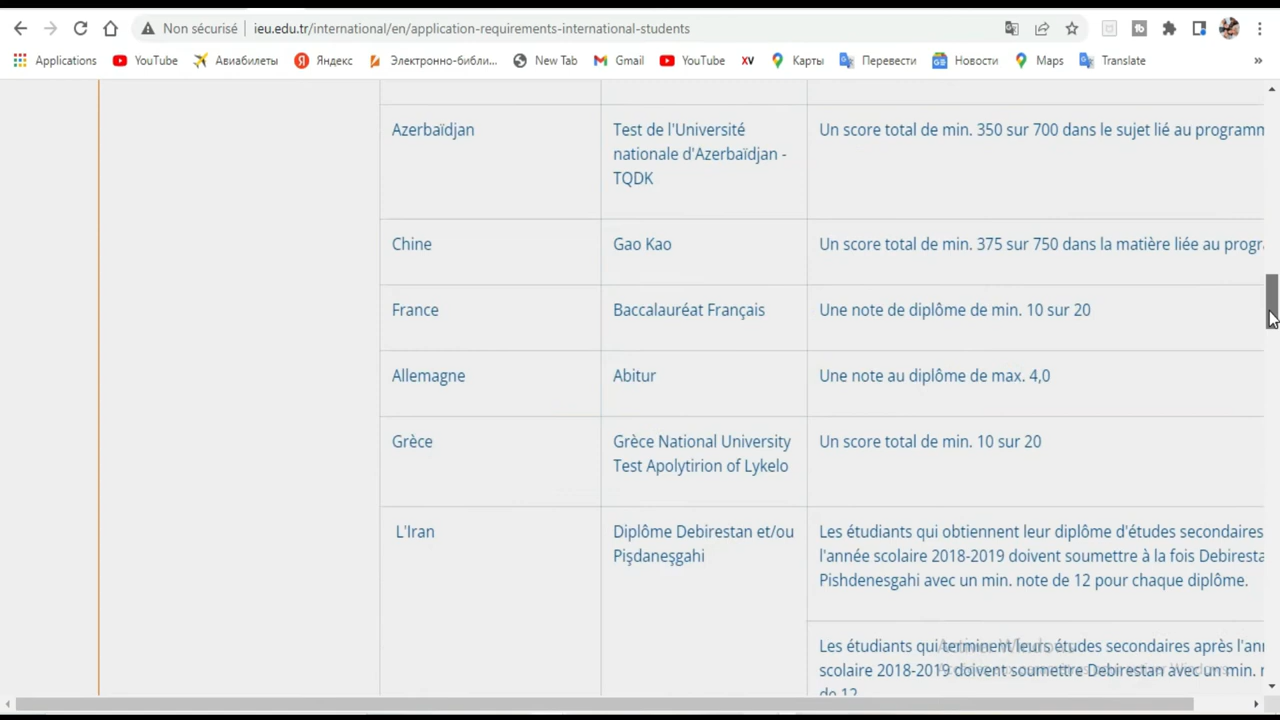 Non sécurisé
ieu.edu.tr/international/en/application-requirements-international-students
Applications
YouTube
Авиабилеты
Яндекс
Электронно-библи...
New Tab
Gmail
YouTube
XV
Карты
Перевести
Новости
Maps
Translate
»
Azerbaïdjan
Test de l'Université
nationale d'Azerbaïdjan -
TQDK
Un score total de min. 350 sur 700 dans le sujet lié au programm
Chine
Gao Kao
Un score total de min. 375 sur 750 dans la matière liée au progr
France
Baccalauréat Français
Une note de diplôme de min. 10 sur 20
Allemagne
Abitur
Une note au diplôme de max. 4,0
Grèce
Grèce National University
Test Apolytirion of Lykelo
Un score total de min. 10 sur 20
L'Iran
Diplôme Debirestan et/ou
Pişdaneşgahi
Les étudiants qui obtiennent leur diplôme d'études secondaires
l'année scolaire 2018-2019 doivent soumettre à la fois Debiresta
Pishdenesgahi avec un min. note de 12 pour chaque diplôme.
Les étudiants qui terminent leurs études secondaires après l'an
scolaire 2018-2019 doivent soumettre Debirestan avec un min.
de 12
Activer Windows